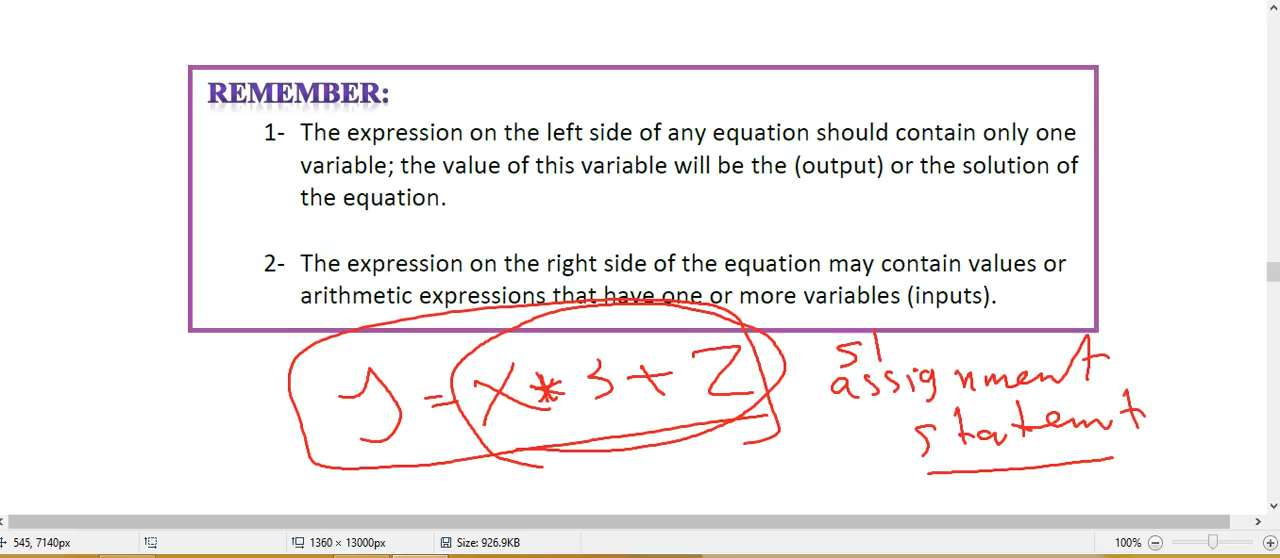 REMEMBER:
1- The expression on the left side of any equation should contain only one
variable; the value of this variable will be the (output) or the solution of
the equation.
2- The expression on the right side of the equation may contain values or
arithmetic expressions that have one or more variables (inputs).
y = x * 3 + Z
assignment
statemt
545, 7140px
1360 × 13000px
Size: 926.9KB
100%